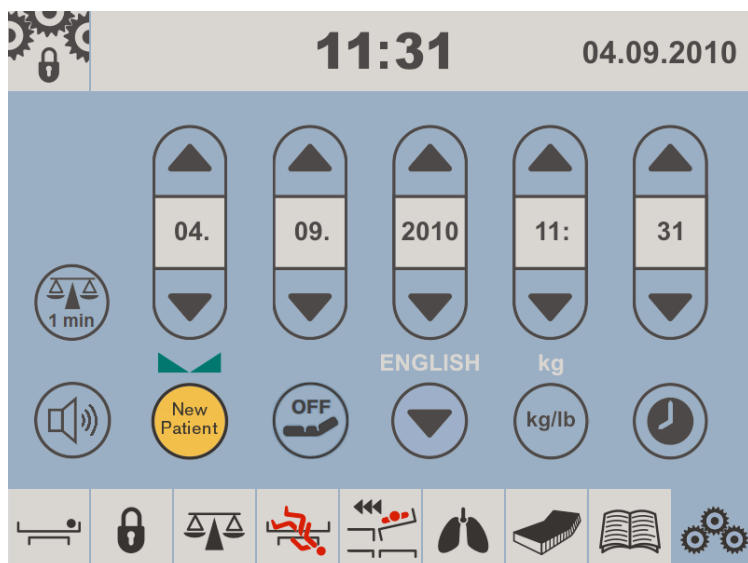 11:31
04.09.2010
04.
09.
2010
11:
31
1 min
ENGLISH
kg
New
Patient
OFF
kg/lb